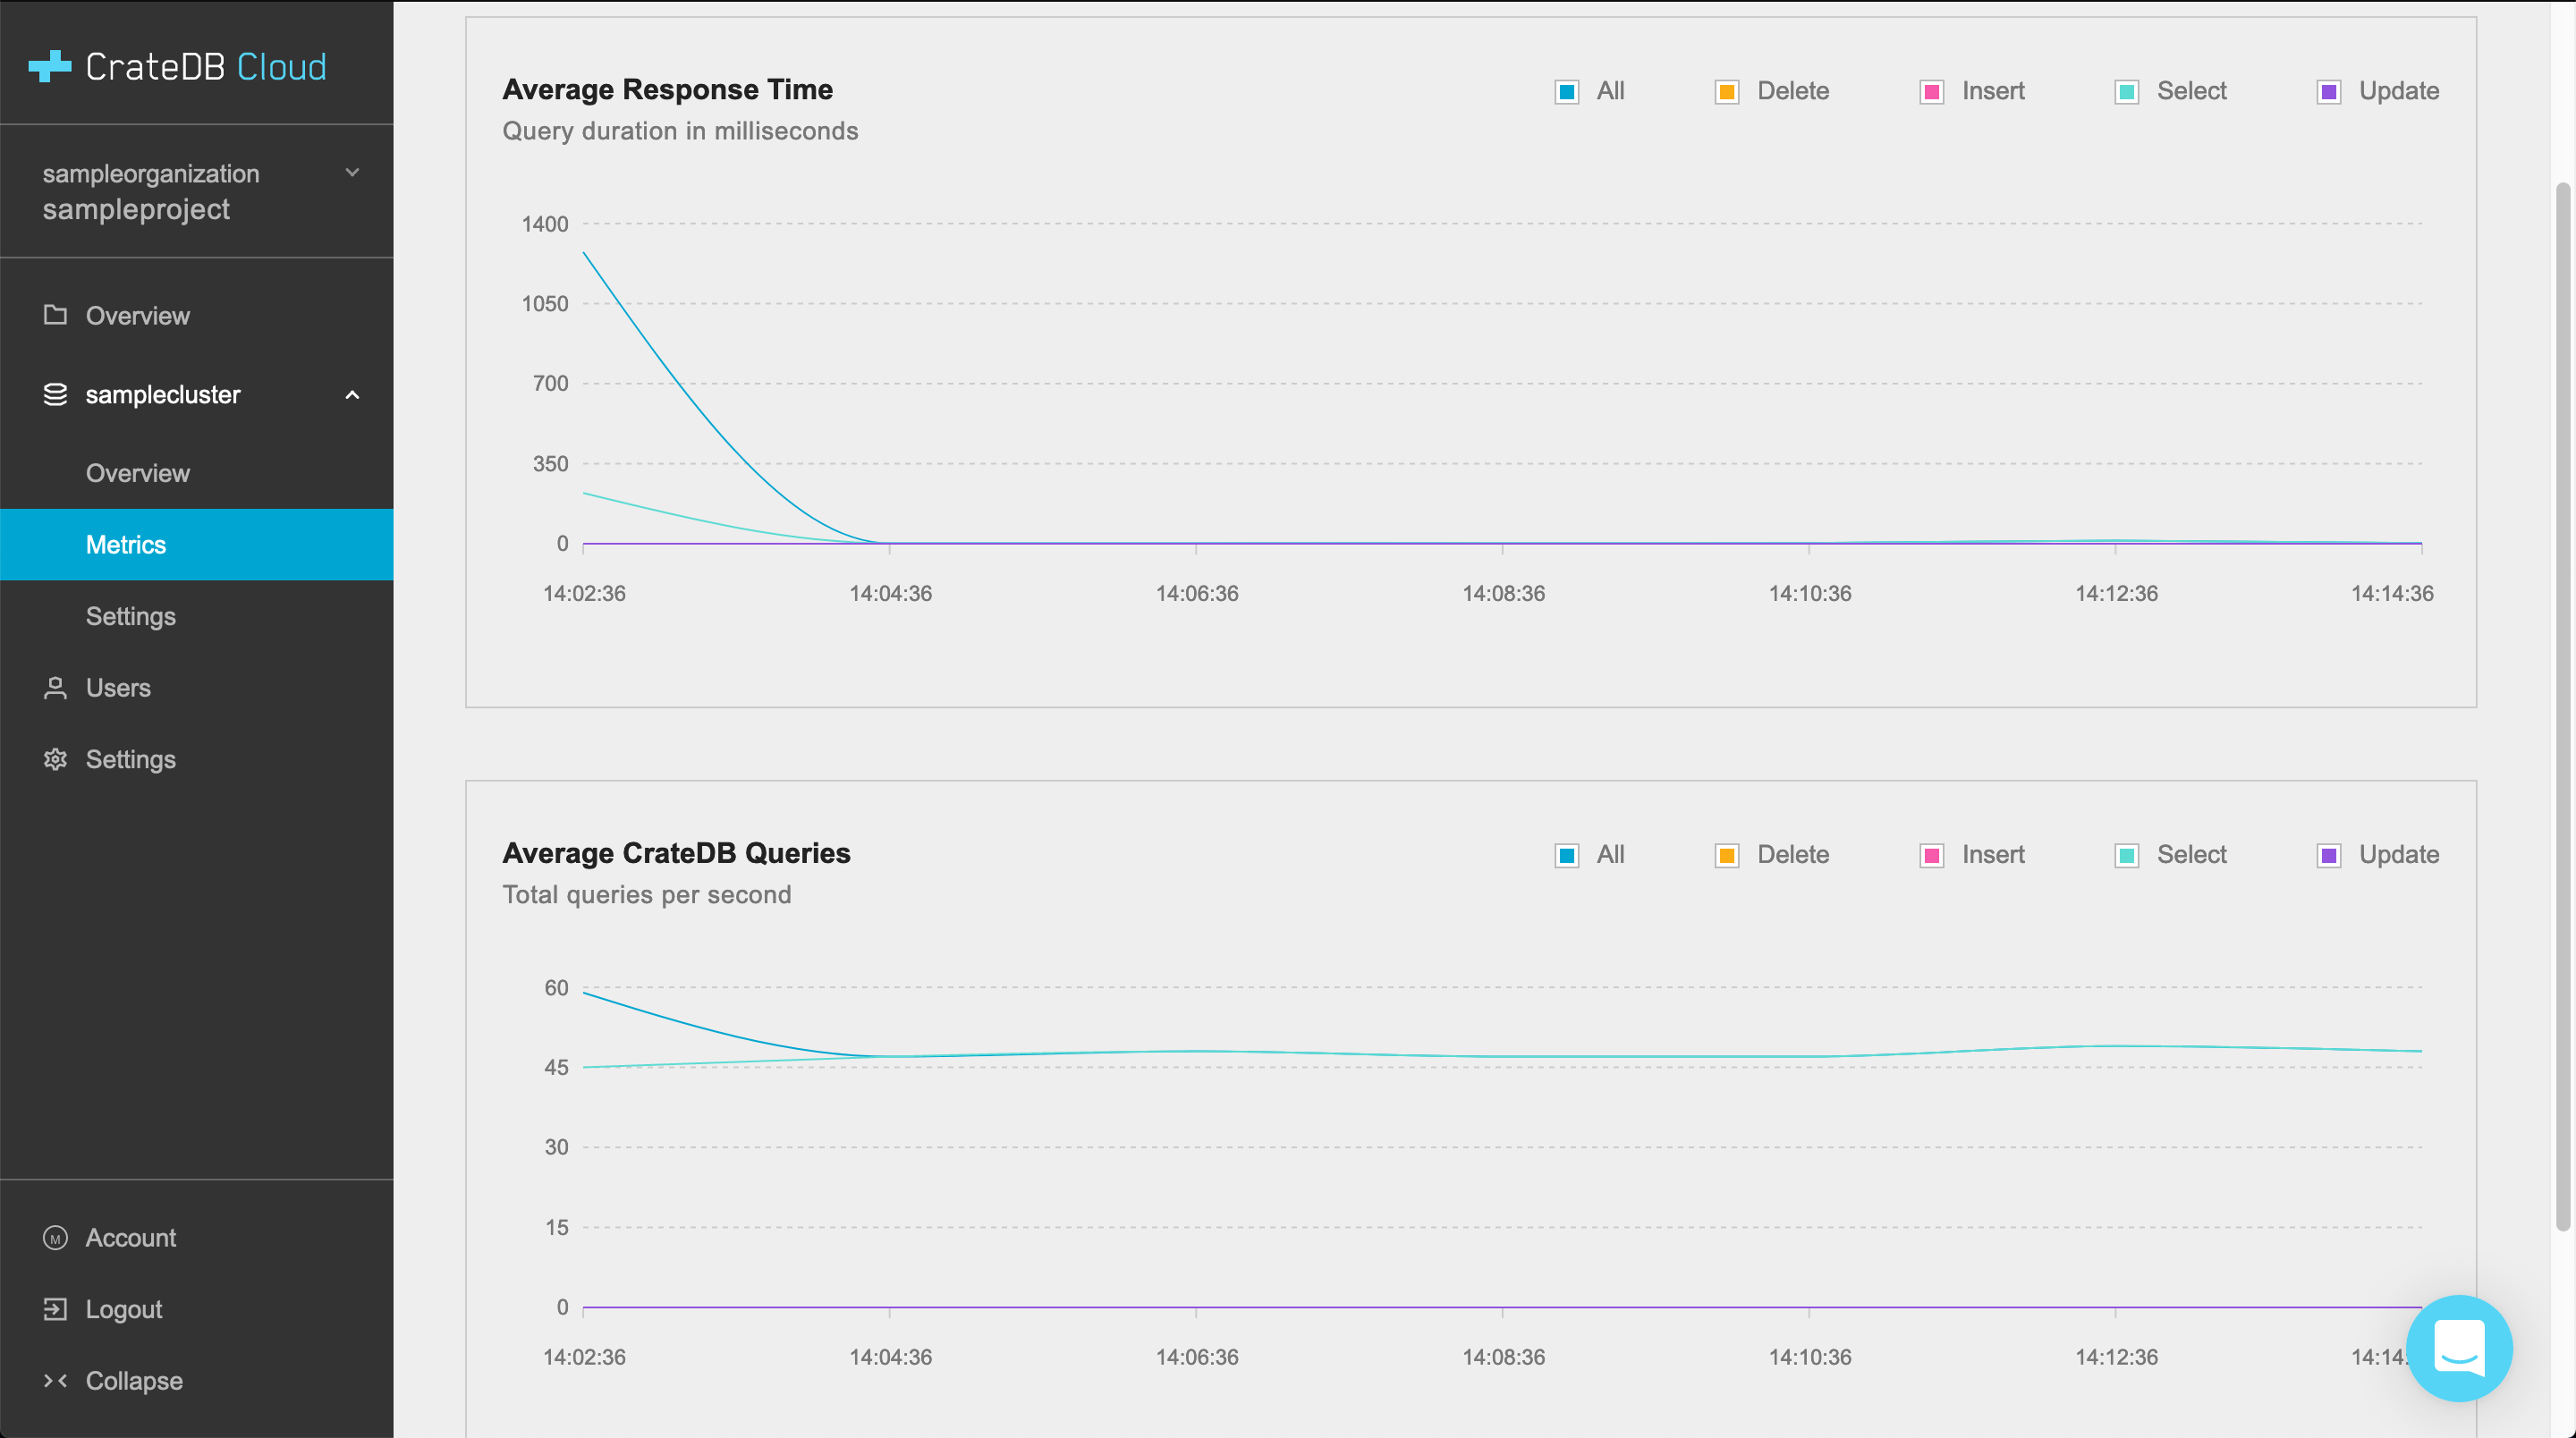 CrateDB Cloud
sampleorganization
sampleproject
Overview
samplecluster
Overview
Metrics
Settings
Users
Settings
M Account
Logout
Collapse
Average Response Time
Query duration in milliseconds
All Delete Insert Select Update
1400
1050
700
350
0
14:02:36 14:04:36 14:06:36 14:08:36 14:10:36 14:12:36 14:14:36
Average CrateDB Queries
Total queries per second
All Delete Insert Select Update
60
45
30
15
0
14:02:36 14:04:36 14:06:36 14:08:36 14:10:36 14:12:36 14:14: